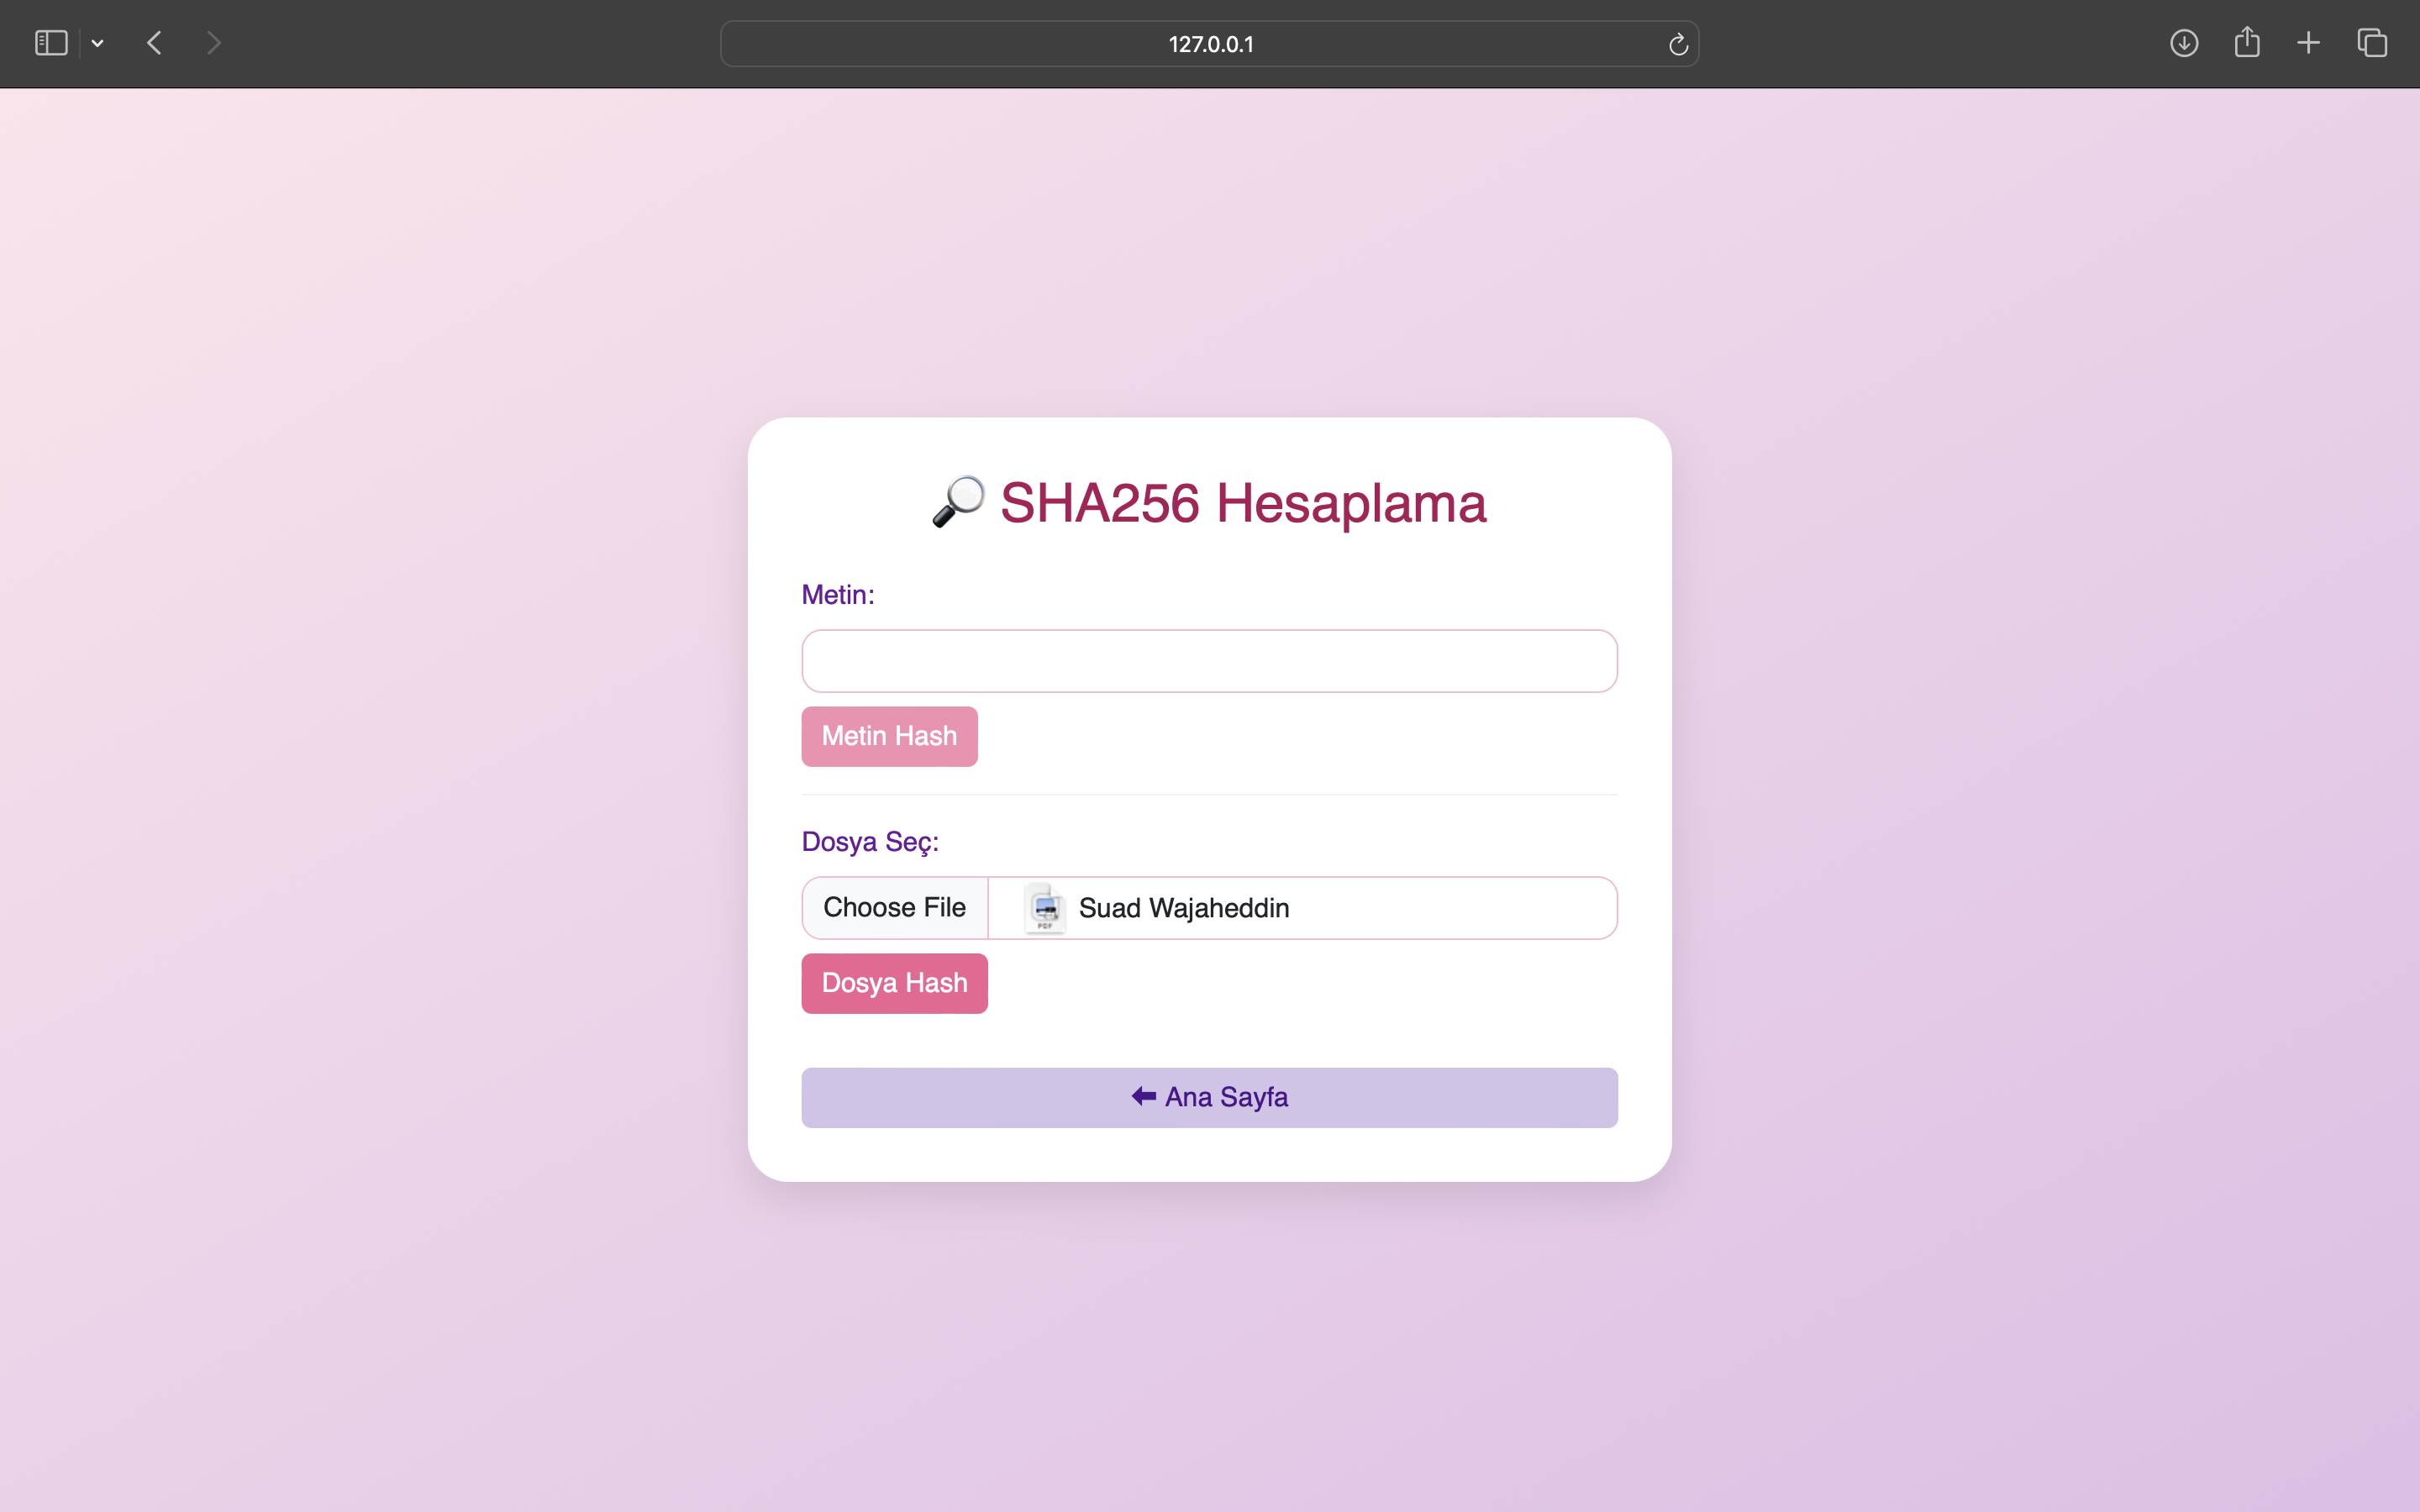 127.0.0.1
🔎 SHA256 Hesaplama
Metin:
Metin Hash
Dosya Seç:
Choose File PDF Suad Wajaheddin
Dosya Hash
⬅ Ana Sayfa